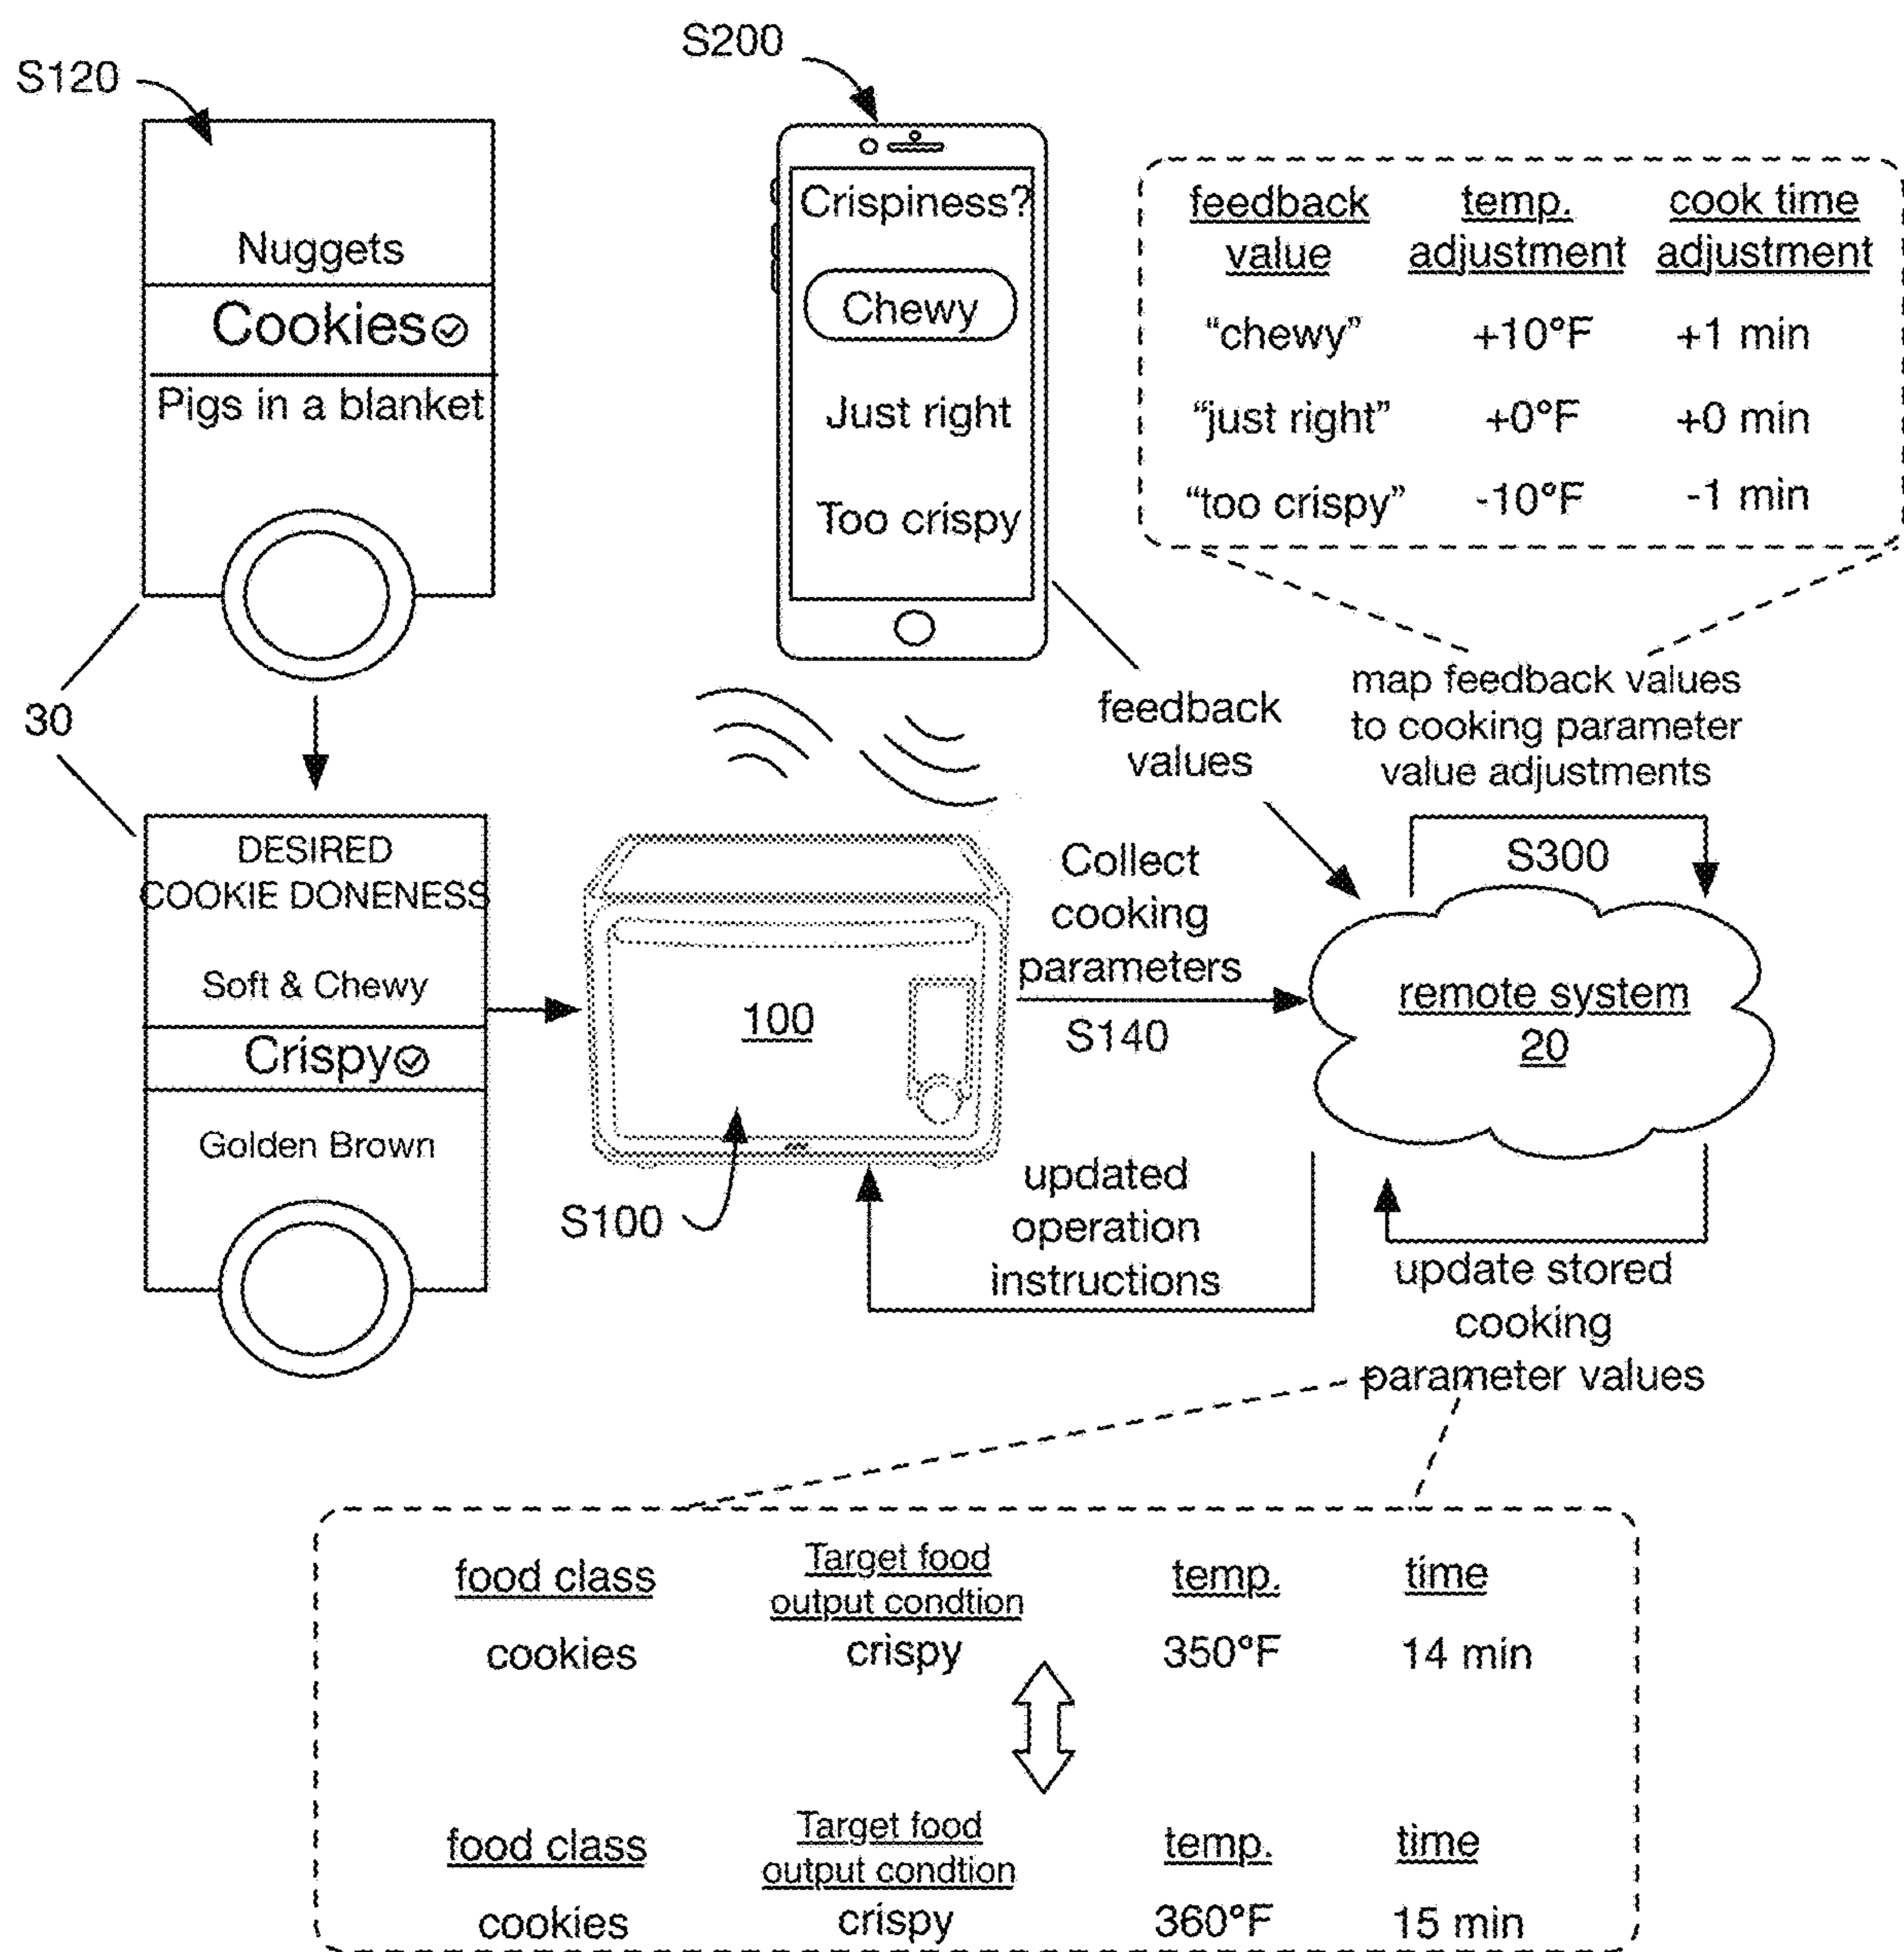 S120
Nuggets
Cookies
Pigs in a blanket
30
DESIRED
COOKIE DONENESS
Soft & Chewy
Crispy
Golden Brown
S200
Crispiness?
Chewy
Just right
Too crispy
feedback value temp. adjustment cook time adjustment
"chewy" +10°F +1 min
"just right" +0°F +0 min
"too crispy" -10°F -1 min
map feedback values
to cooking parameter
value adjustments
feedback
values
100
S100
Collect
cooking
parameters
S140
S300
remote system
20
updated
operation
instructions
update stored
cooking
parameter values
food class Target food output condtion temp. time
cookies crispy 350°F 14 min
food class Target food output condtion temp. time
cookies crispy 360°F 15 min